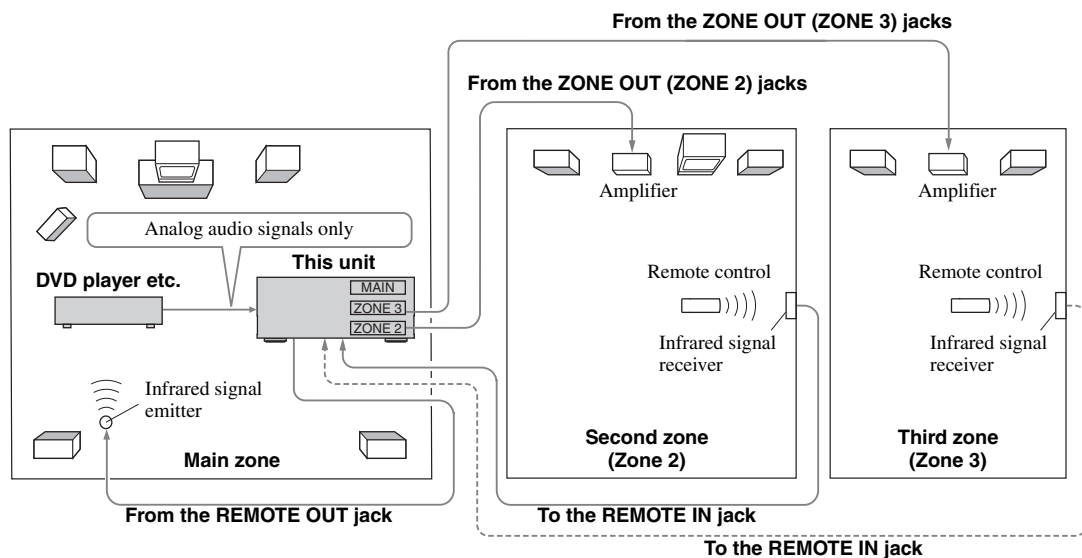 From the ZONE OUT (ZONE 3) jacks
From the ZONE OUT (ZONE 2) jacks
Amplifier
Amplifier
Analog audio signals only
This unit
DVD player etc.
MAIN
ZONE 3
ZONE 2
Remote control
Remote control
Infrared signal
receiver
Infrared signal
receiver
Infrared signal
emitter
Main zone
Second zone
(Zone 2)
Third zone
(Zone 3)
From the REMOTE OUT jack
To the REMOTE IN jack
To the REMOTE IN jack